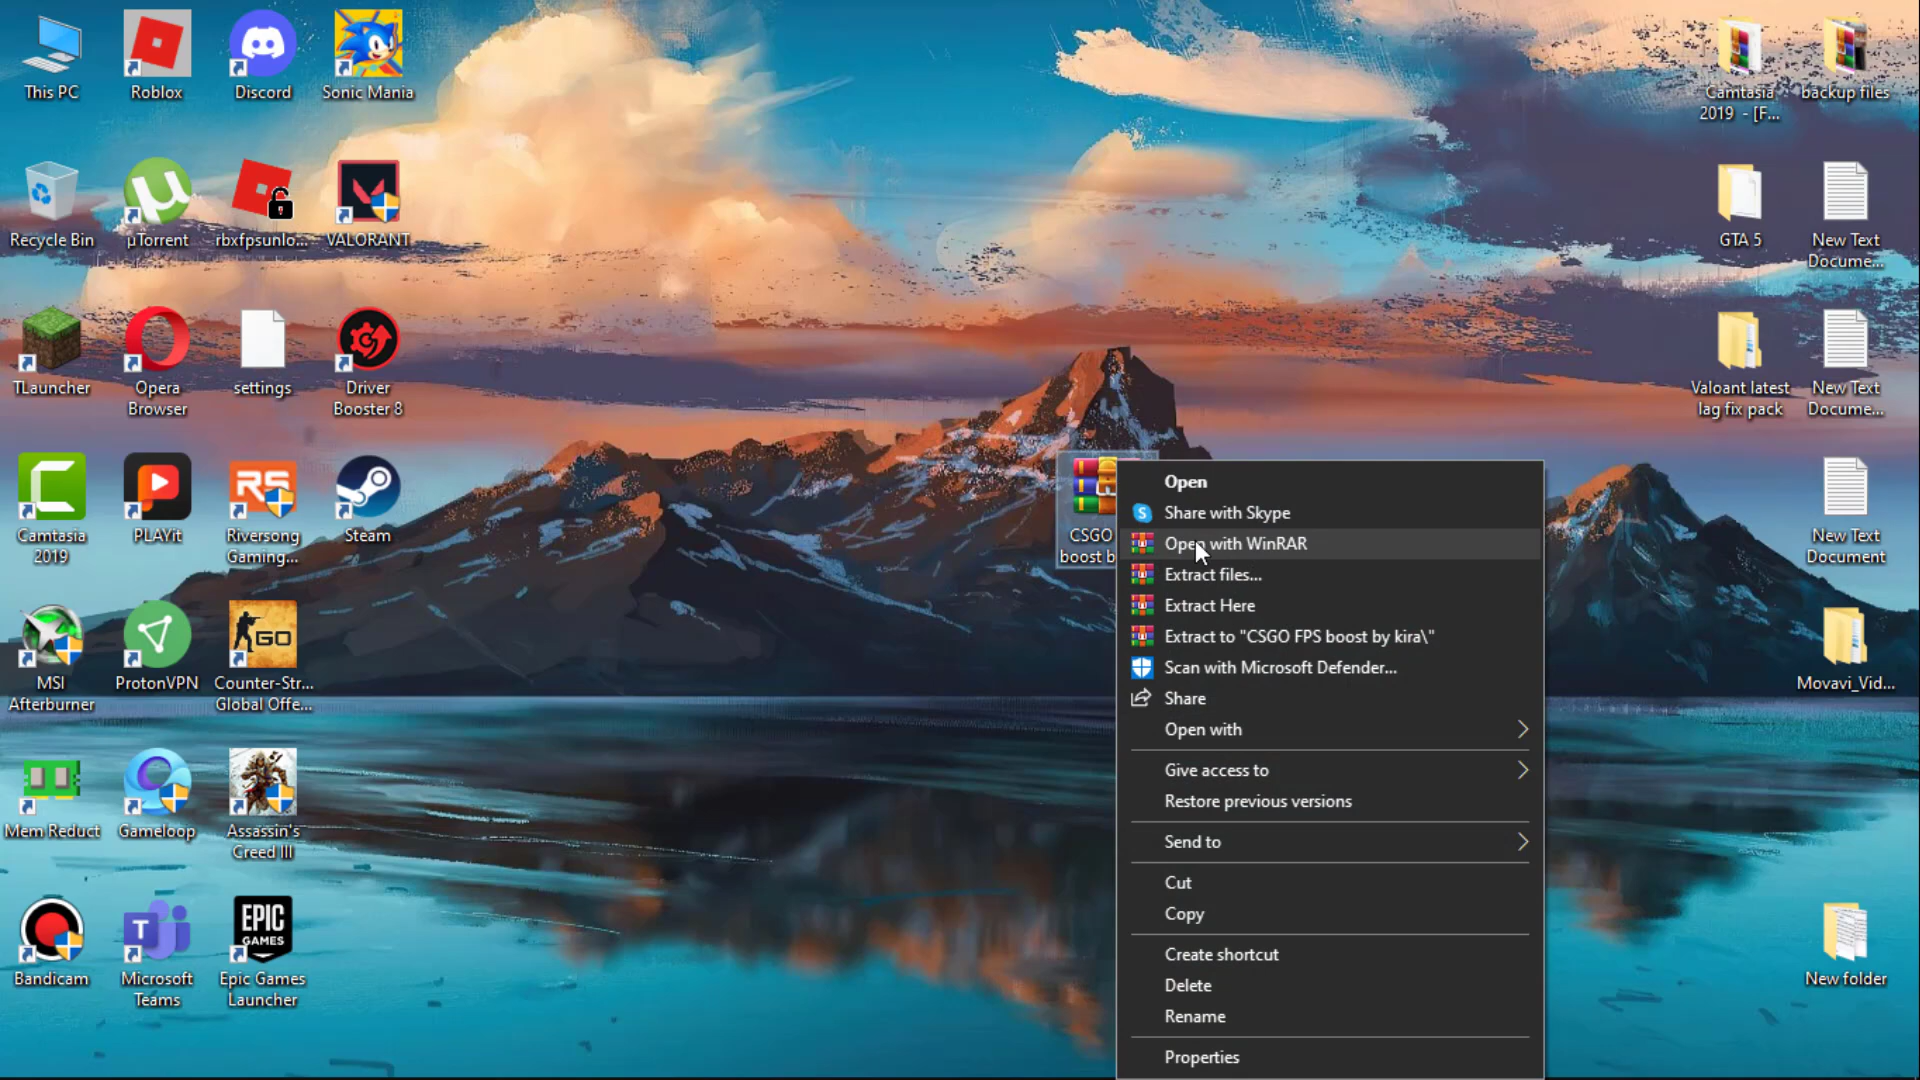 This PC
Roblox
Discord
Sonic Mania
Recycle Bin
µTorrent
rbxfpsunlo...
VALORANT
TLauncher
Opera
Browser
settings
Driver
Booster 8
Camtasia
2019
PLAYit
RS
Riversong
Gaming...
Steam
MSI
Afterburner
ProtonVPN
GO
Counter-Str...
Global Offe...
Mem Reduct
Gameloop
Assassin's
Creed III
Bandicam
T
Microsoft
Teams
EPIC
GAMES
Epic Games
Launcher
CSGO
boost b
Open
Share with Skype
Open with WinRAR
Extract files...
Extract Here
Extract to "CSGO FPS boost by kira\"
Scan with Microsoft Defender...
Share
Open with
Give access to
Restore previous versions
Send to
Cut
Copy
Create shortcut
Delete
Rename
Properties
Camtasia
2019 - [F...
backup files
GTA 5
New Text
Docume...
Valoant latest
lag fix pack
New Text
Docume...
New Text
Document
Movavi_Vid...
New folder